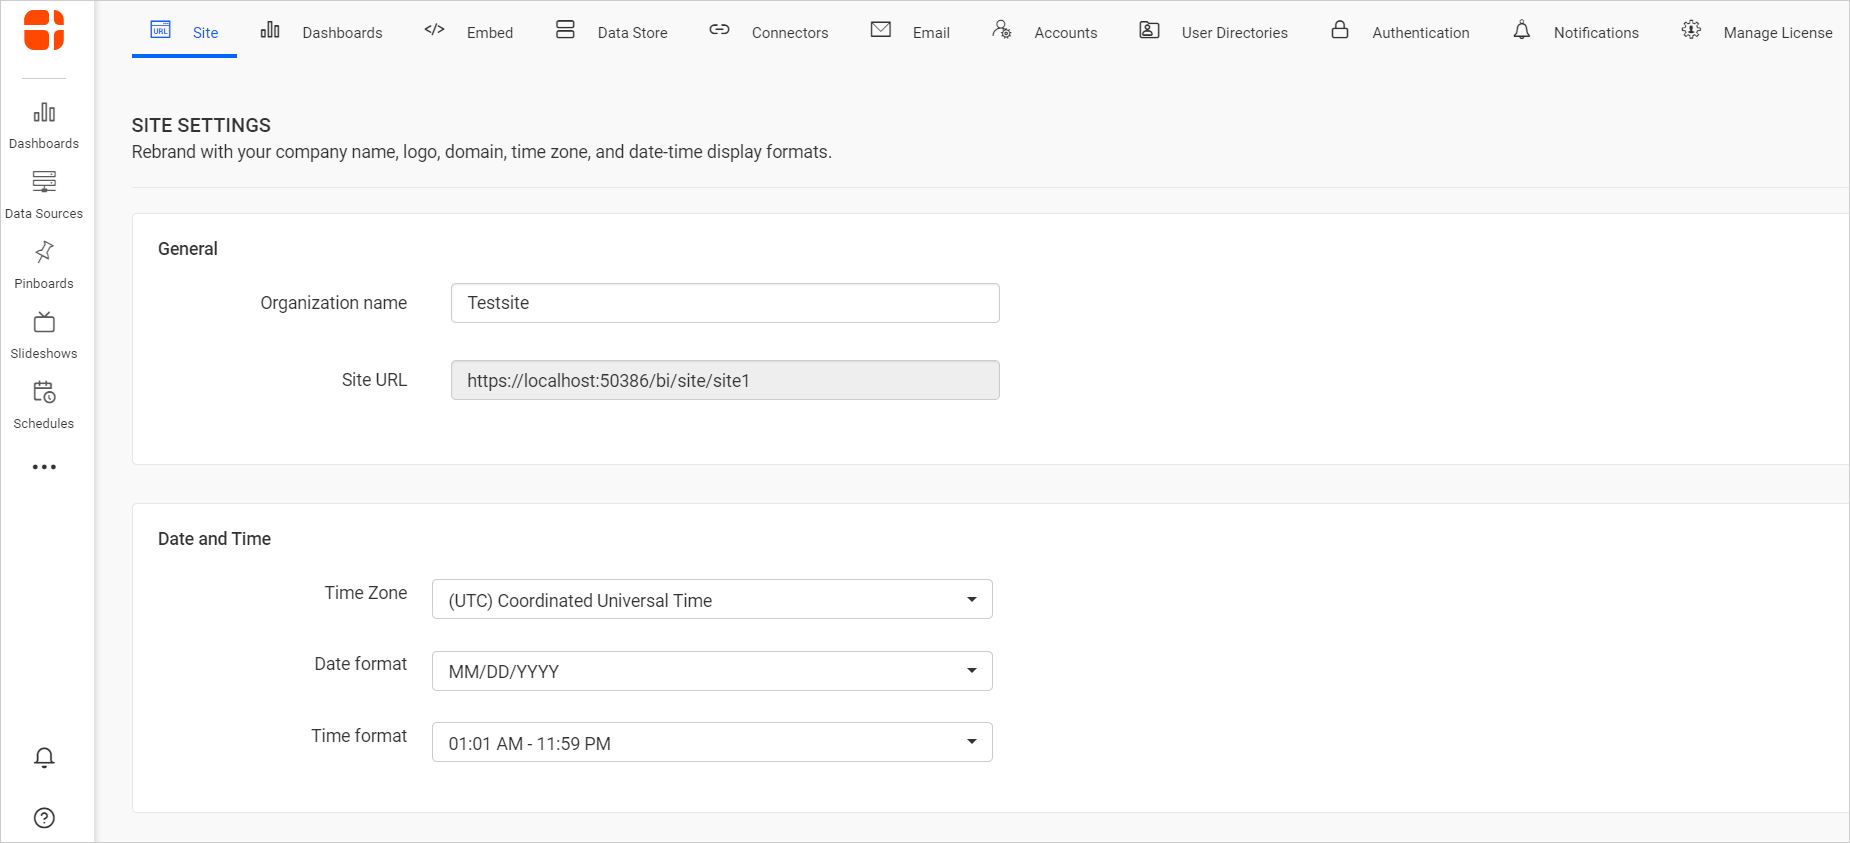 URL Site Dashboards </> Embed Data Store Connectors Email Accounts User Directories Authentication Notifications Manage License
Dashboards
Data Sources
Pinboards
Slideshows
Schedules
SITE SETTINGS
Rebrand with your company name, logo, domain, time zone, and date-time display formats.
General
Organization name Testsite
Site URL https://localhost:50386/bi/site/site1
Date and Time
Time Zone (UTC) Coordinated Universal Time
Date format MM/DD/YYYY
Time format 01:01 AM - 11:59 PM